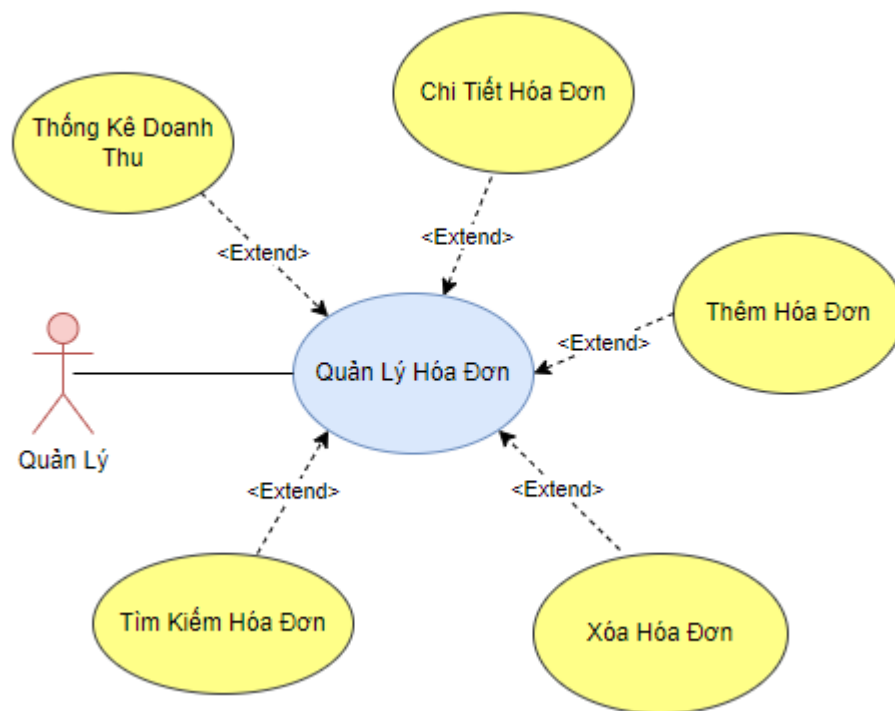 Chi Tiết Hóa Đơn
Thống Kê Doanh
Thu
<Extend>
<Extend>
Thêm Hóa Đơn
<Extend>
Quản Lý Hóa Đơn
Quản Lý
<Extend>
<Extend>
Tìm Kiếm Hóa Đơn
Xóa Hóa Đơn